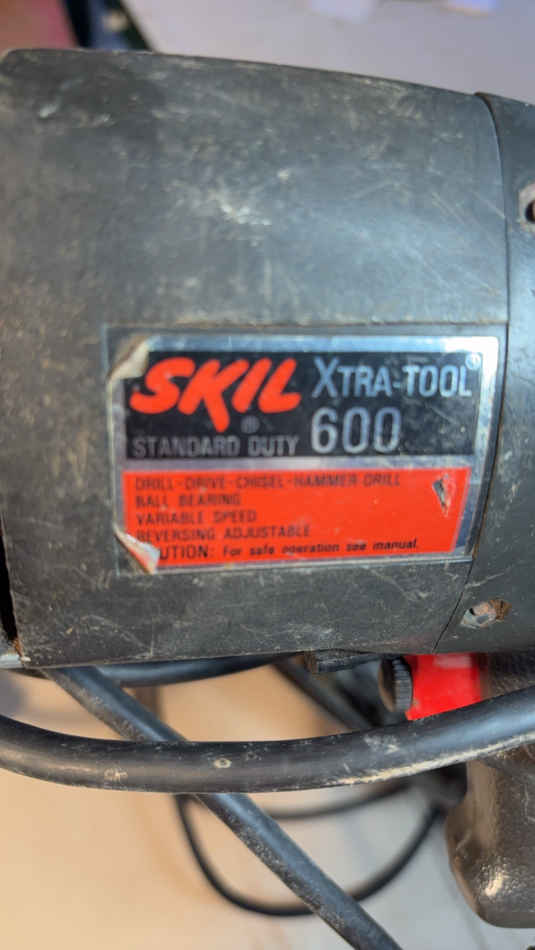 SKIL®
XTRA-TOOL®
STANDARD DUTY 600
DRILL-DRIVE-CHISEL-HAMMER DRILL
BALL BEARING
VARIABLE SPEED
REVERSING ADJUSTABLE
UTION: For safe operation see manual.